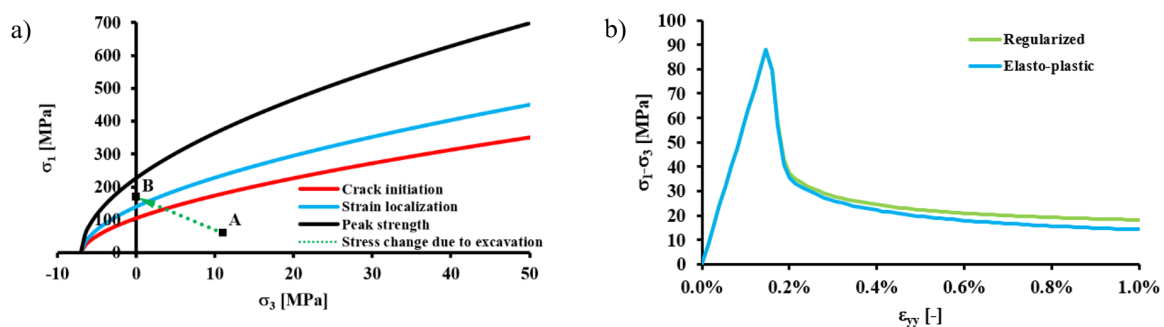 a)
σ1 [MPa]
700
600
500
400
300
200
100
0
B
A
Crack initiation
Strain localization
Peak strength
Stress change due to excavation
-10 0 10 20 30 40 50
σ3 [MPa]
b)
σ1-σ3 [MPa]
100
90
80
70
60
50
40
30
20
10
0
Regularized
Elasto-plastic
0.0% 0.2% 0.4% 0.6% 0.8% 1.0%
εyy [-]